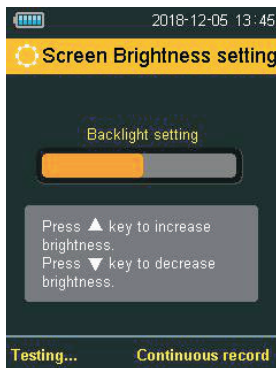 2018-12-05 13:45
Screen Brightness setting
Backlight setting
Press ▲ key to increase
brightness.
Press ▼ key to decrease
brightness.
Testing... Continuous record